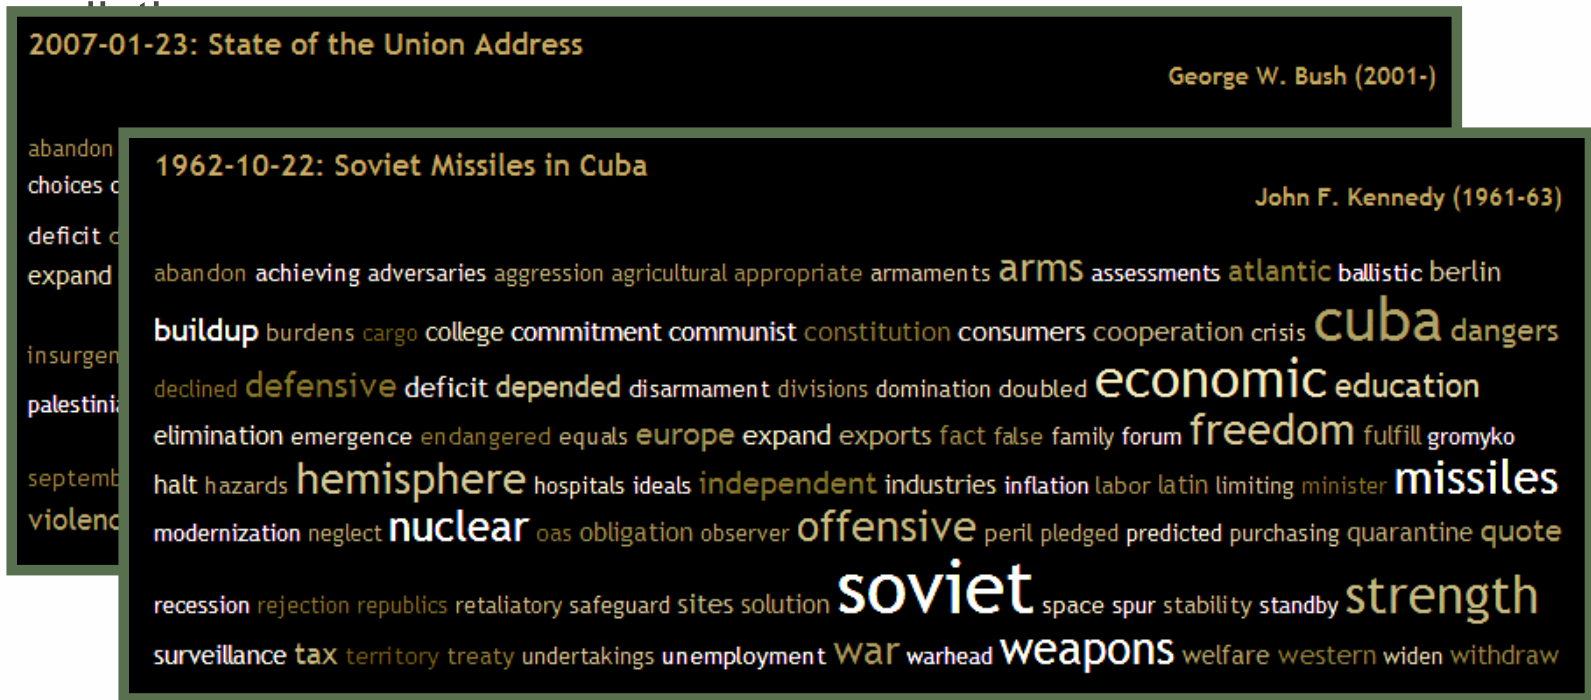 2007-01-23: State of the Union Address
George W. Bush (2001-)
abandon
choices
deficit
expand
violenc
1962-10-22: Soviet Missiles in Cuba
John F. Kennedy (1961-63)
abandon achieving adversaries aggression agricultural appropriate armaments arms assessments atlantic ballistic berlin
buildup burdens cargo college commitment communist constitution consumers cooperation crisis cuba dangers
declined defensive deficit depended disarmament divisions domination doubled economic education
elimination emergence endangered equals europe expand exports fact false family forum freedom fulfill gromyko
halt hazards hemisphere hospitals ideals independent industries inflation labor latin limiting minister missiles
modernization neglect nuclear oas obligation observer offensive peril pledged predicted purchasing quarantine quote
recession rejection republics retaliatory safeguard sites solution soviet space spur stability standby strength
surveillance tax territory treaty undertakings unemployment war warhead weapons welfare western widen withdraw